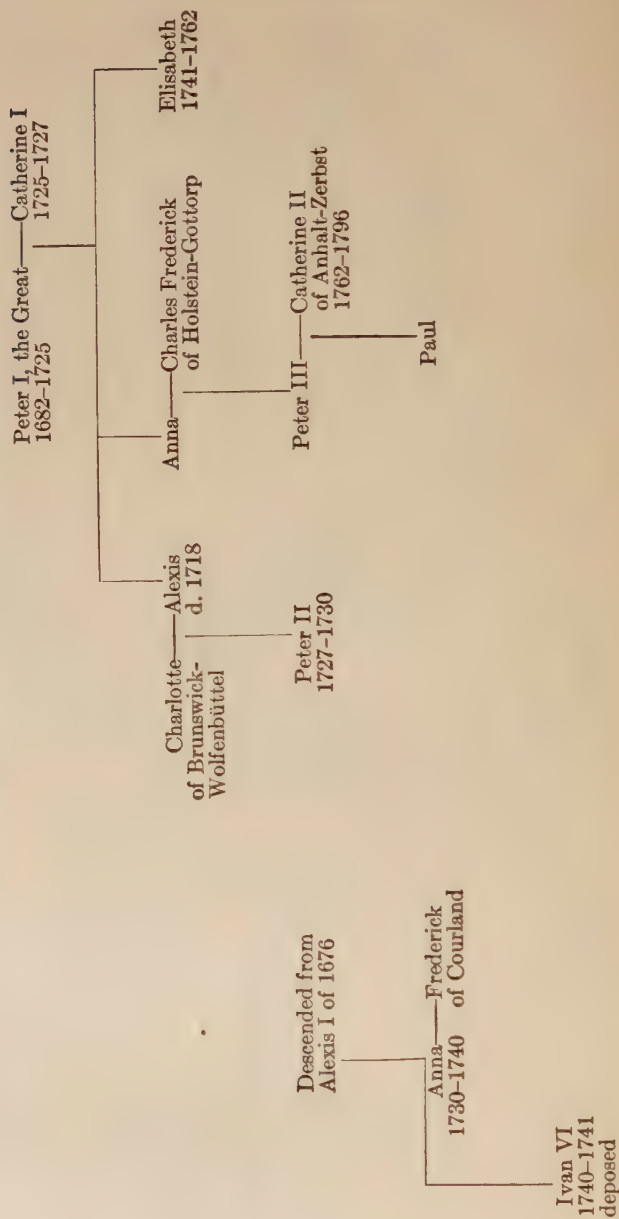 Peter I, the Great—Catherine I
1682–1725
1725–1727
Charlotte—Alexis
of Brunswick-
Wolfenbüttel
d. 1718
Anna—Charles Frederick
of Holstein-Gottorp
Elisabeth
1741–1762
Peter II
1727–1730
Peter III—Catherine II
of Anhalt-Zerbst
1762–1796
Paul
Descended from
Alexis I of 1676
Anna—Frederick
1730–1740
of Courland
Ivan VI
1740–1741
deposed